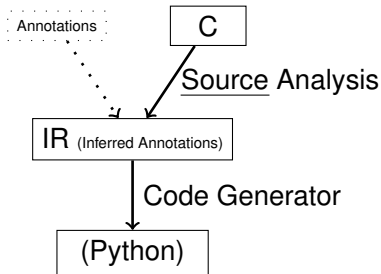 Annotations
C
Source Analysis
IR (Inferred Annotations)
Code Generator
(Python)